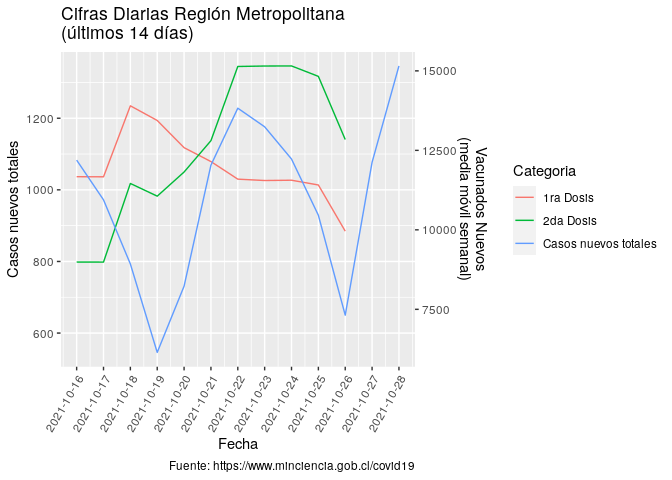 Cifras Diarias Región Metropolitana
(últimos 14 días)
Casos nuevos totales
1200
1000
800
600
15000
12500
10000
7500
Vacunados Nuevos
(media móvil semanal)
Categoria
1ra Dosis
2da Dosis
Casos nuevos totales
2021-10-16
2021-10-17
2021-10-18
2021-10-19
2021-10-20
2021-10-21
2021-10-22
2021-10-23
2021-10-24
2021-10-25
2021-10-26
2021-10-27
2021-10-28
Fecha
Fuente: https://www.minciencia.gob.cl/covid19